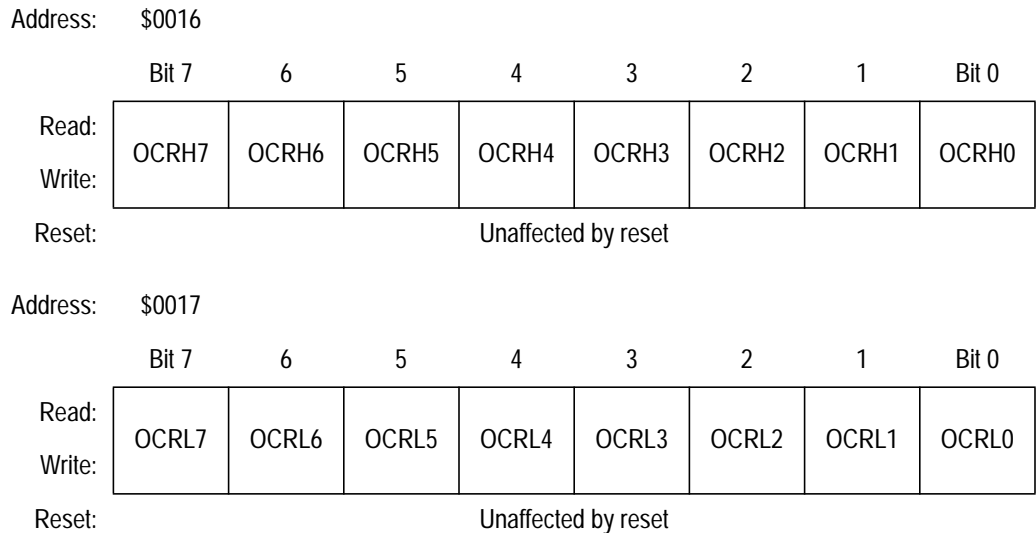 Address: $0016
Bit 7 6 5 4 3 2 1 Bit 0
Read:
OCRH7 OCRH6 OCRH5 OCRH4 OCRH3 OCRH2 OCRH1 OCRH0
Write:
Reset: Unaffected by reset
Address: $0017
Bit 7 6 5 4 3 2 1 Bit 0
Read:
OCRL7 OCRL6 OCRL5 OCRL4 OCRL3 OCRL2 OCRL1 OCRL0
Write:
Reset: Unaffected by reset